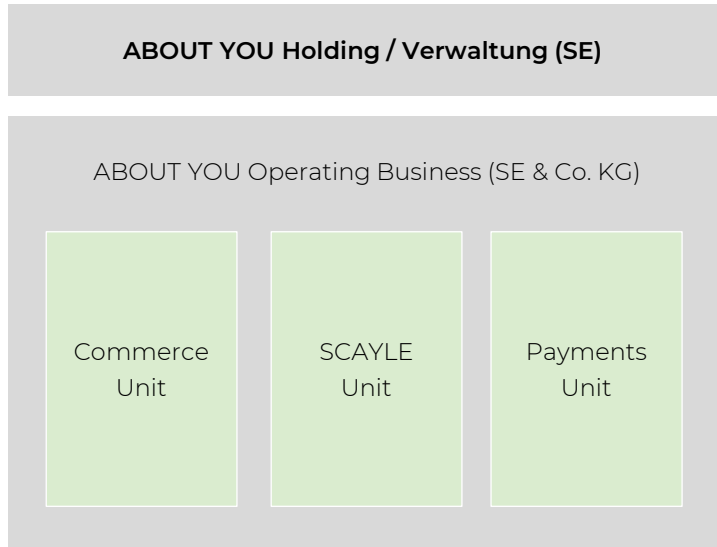 ABOUT YOU Holding / Verwaltung (SE)
ABOUT YOU Operating Business (SE & Co. KG)
Commerce
Unit
SCAYLE
Unit
Payments
Unit